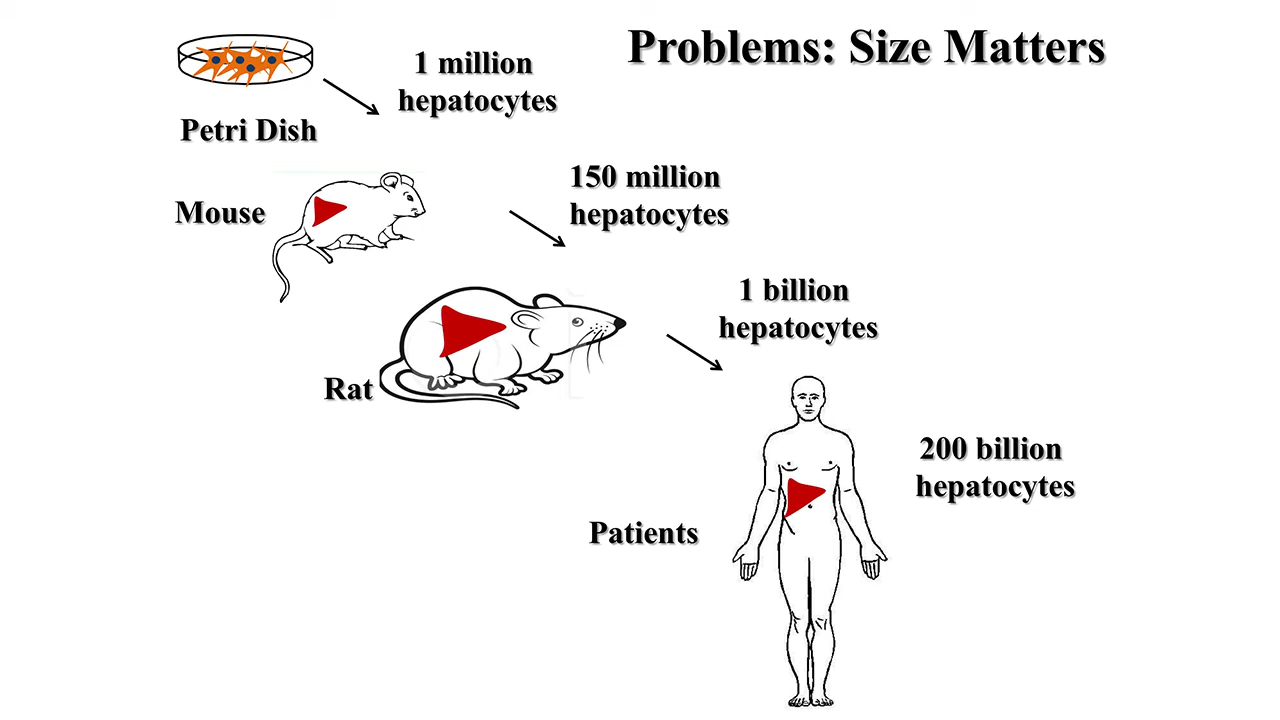 Problems: Size Matters
1 million
hepatocytes
Petri Dish
150 million
hepatocytes
Mouse
1 billion
hepatocytes
Rat
200 billion
hepatocytes
Patients